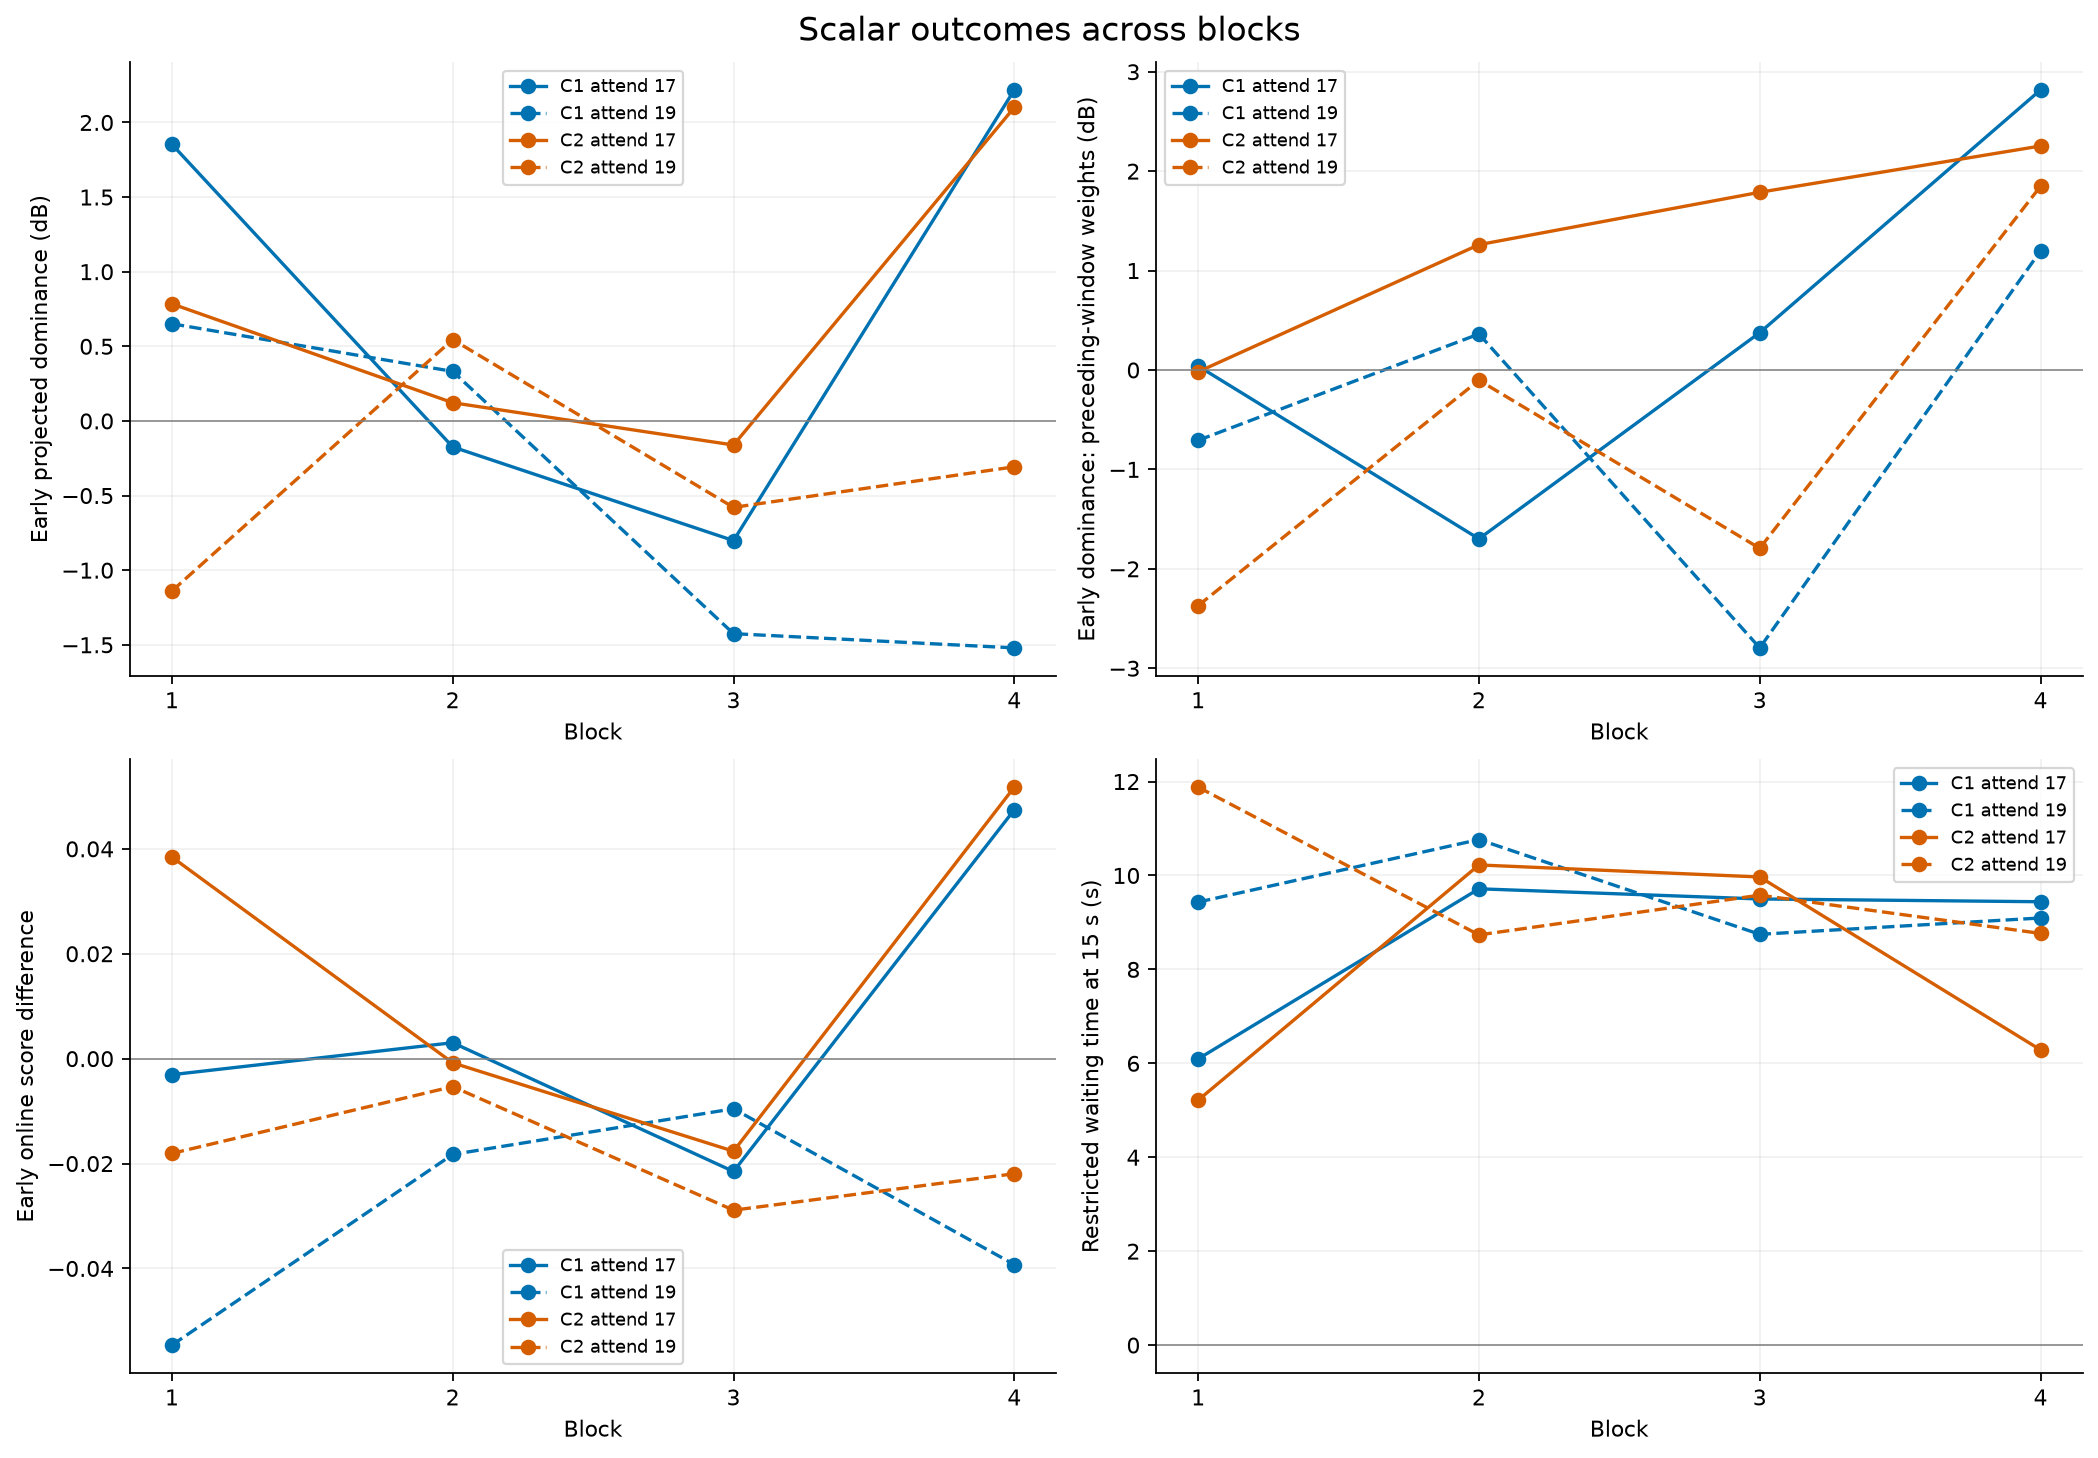 Scalar outcomes across blocks
Early projected dominance (dB)
2.0
1.5
1.0
0.5
0.0
−0.5
−1.0
−1.5
C1 attend 17
C1 attend 19
C2 attend 17
C2 attend 19
1 2 3 4
Block
Early dominance: preceding-window weights (dB)
3
2
1
0
−1
−2
−3
C1 attend 17
C1 attend 19
C2 attend 17
C2 attend 19
1 2 3 4
Block
Early online score difference
0.04
0.02
0.00
−0.02
−0.04
C1 attend 17
C1 attend 19
C2 attend 17
C2 attend 19
1 2 3 4
Block
Restricted waiting time at 15 s (s)
12
10
8
6
4
2
0
C1 attend 17
C1 attend 19
C2 attend 17
C2 attend 19
1 2 3 4
Block